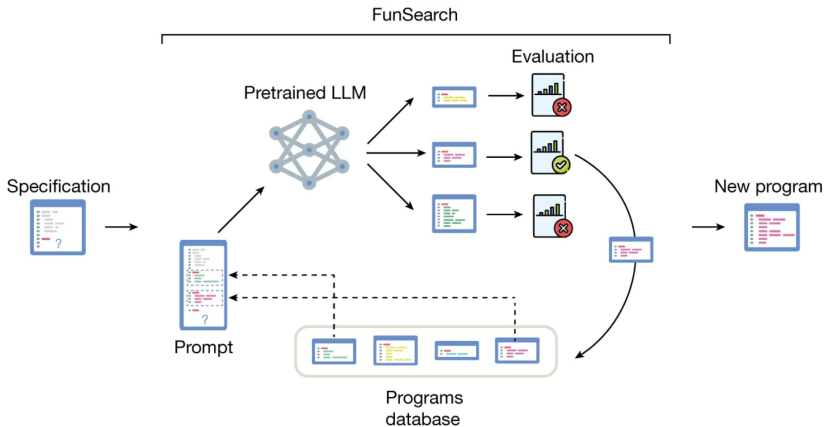 FunSearch
Evaluation
Pretrained LLM
Specification
?
New program
?
Prompt
Programs
database